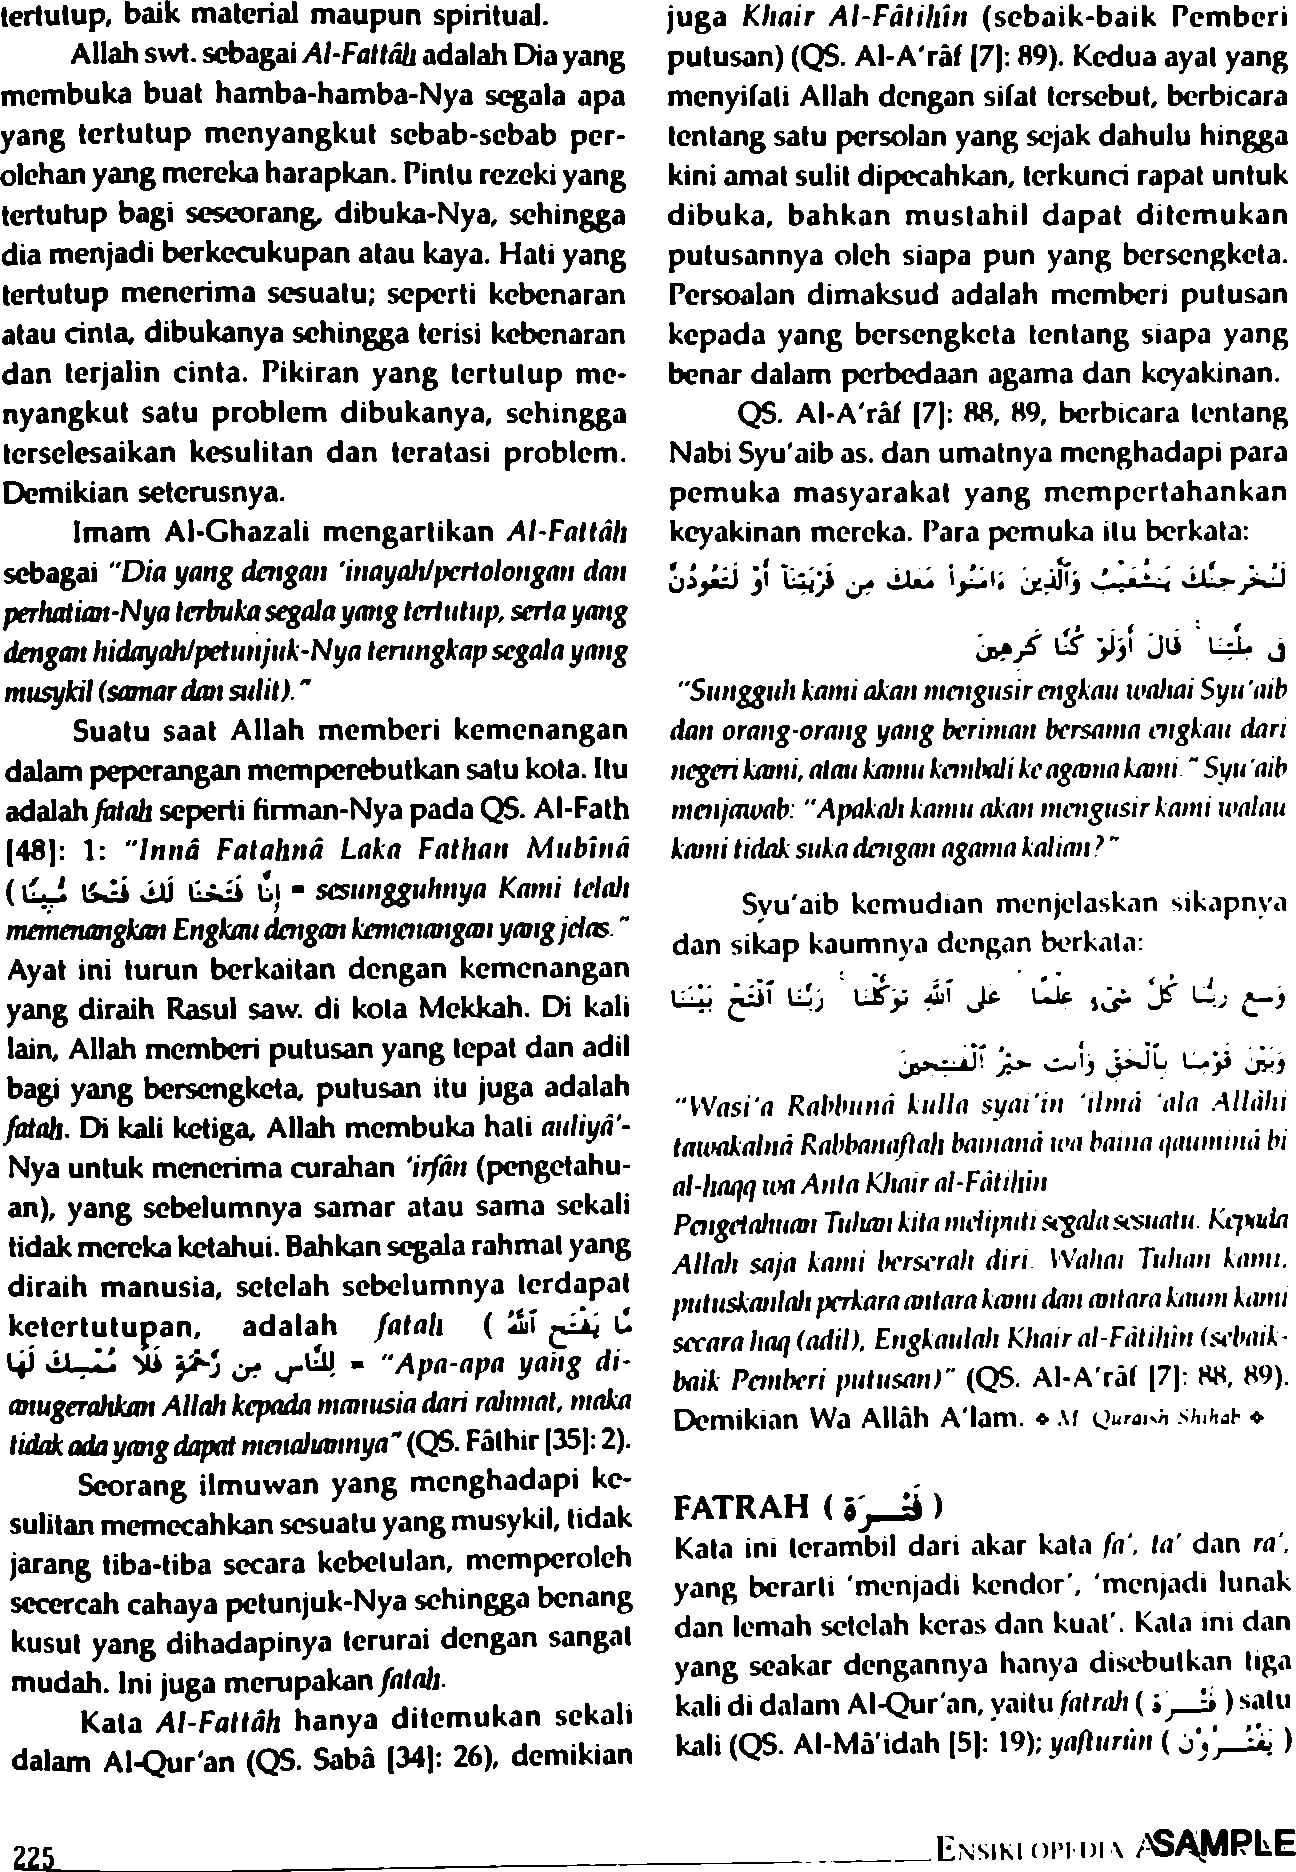 tertutup, baik material maupun spiritual.
Allah swt. sebagai Al-Fattâh adalah Dia yang
membuka buat hamba-hamba-Nya segala apa
yang tertutup menyangkut sebab-sebab per-
olehan yang mereka harapkan. Pintu rezeki yang
tertutup bagi seseorang, dibuka-Nya, sehingga
dia menjadi berkecukupan atau kaya. Hati yang
tertutup menerima sesuatu; seperti kebenaran
atau cinta, dibukanya sehingga terisi kebenaran
dan terjalin cinta. Pikiran yang tertutup me-
nyangkut satu problem dibukanya, sehingga
terselesaikan kesulitan dan teratasi problem.
Demikian seterusnya.
Imam Al-Ghazali mengartikan Al-Fattâh
sebagai "Dia yang dengan 'inayah/pertolongan dan
perhatian-Nya terbuka segala yang tertutup, serta yang
dengan hidayah/petunjuk-Nya terungkap segala yang
musykil (samar dan sulit)."
Suatu saat Allah memberi kemenangan
dalam peperangan memperebutkan satu kota. Itu
adalah fatah seperti firman-Nya pada QS. Al-Fath
[48]: 1: "Innâ Fatahnâ Laka Fathan Mubînâ
( إِنَّا فَتَحْنَا لَكَ فَتْحًا مُّبِينًا = sesungguhnya Kami telah
memenangkan Engkau dengan kemenangan yang jelas."
Ayat ini turun berkaitan dengan kemenangan
yang diraih Rasul saw. di kota Mekkah. Di kali
lain, Allah memberi putusan yang tepat dan adil
bagi yang bersengketa, putusan itu juga adalah
fatah. Di kali ketiga, Allah membuka hati auliyâ'-
Nya untuk menerima curahan 'irfân (pengetahu-
an), yang sebelumnya samar atau sama sekali
tidak mereka ketahui. Bahkan segala rahmat yang
diraih manusia, setelah sebelumnya terdapat
ketertutupan, adalah fatah ( مَّا يَفْتَحِ ٱللَّهُ
لِلنَّاسِ مِن رَّحْمَةٍ فَلَا مُمْسِكَ لَهَا = "Apa-apa yang di-
anugerahkan Allah kepada manusia dari rahmat, maka
tidak ada yang dapat menahannya" (QS. Fâthir [35]: 2).
Seorang ilmuwan yang menghadapi ke-
sulitan memecahkan sesuatu yang musykil, tidak
jarang tiba-tiba secara kebetulan, memperoleh
secercah cahaya petunjuk-Nya sehingga benang
kusut yang dihadapinya terurai dengan sangat
mudah. Ini juga merupakan fatah.
Kata Al-Fattâh hanya ditemukan sekali
dalam Al-Qur'an (QS. Sabâ [34]: 26), demikian
juga Khair Al-Fâtihîn (sebaik-baik Pemberi
putusan) (QS. Al-A'râf [7]: 89). Kedua ayat yang
menyifati Allah dengan sifat tersebut, berbicara
tentang satu persolan yang sejak dahulu hingga
kini amat sulit dipecahkan, terkunci rapat untuk
dibuka, bahkan mustahil dapat ditemukan
putusannya oleh siapa pun yang bersengketa.
Persoalan dimaksud adalah memberi putusan
kepada yang bersengketa tentang siapa yang
benar dalam perbedaan agama dan keyakinan.
QS. Al-A'râf [7]: 88, 89, berbicara tentang
Nabi Syu'aib as. dan umatnya menghadapi para
pemuka masyarakat yang mempertahankan
keyakinan mereka. Para pemuka itu berkata:
لَنُخْرِجَنَّكَ يَـٰشُعَيْبُ وَٱلَّذِينَ ءَامَنُوا۟ مَعَكَ مِن قَرْيَتِنَآ أَوْ لَتَعُودُنَّ
فِى مِلَّتِنَا ۚ قَالَ أَوَلَوْ كُنَّا كَـٰرِهِينَ
"Sungguh kami akan mengusir engkau wahai Syu'aib
dan orang-orang yang beriman bersama engkau dari
negeri kami, atau kamu kembali ke agama kami." Syu'aib
menjawab: "Apakah kamu akan mengusir kami walau
kami tidak suka dengan agama kalian?"
Syu'aib kemudian menjelaskan sikapnya
dan sikap kaumnya dengan berkata:
وَسِعَ رَبُّنَا كُلَّ شَىْءٍ عِلْمًا ۚ عَلَى ٱللَّهِ تَوَكَّلْنَا ۚ رَبَّنَا ٱفْتَحْ بَيْنَنَا
وَبَيْنَ قَوْمِنَا بِٱلْحَقِّ وَأَنتَ خَيْرُ ٱلْفَـٰتِحِينَ
"Wasi'a Rabbunâ kulla syai'in 'ilmâ 'ala Allâhi
tawakalnâ Rabbanaftah bainanâ wa baina qauminâ bi
al-haqq wa Anta Khair al-Fâtihîn
Pengetahuan Tuhan kita meliputi segala sesuatu. Kepada
Allah saja kami berserah diri. Wahai Tuhan kami,
putuskanlah perkara antara kami dan antara kaum kami
secara haq (adil), Engkaulah Khair al-Fâtihîn (sebaik-
baik Pemberi putusan)" (QS. Al-A'râf [7]: 88, 89).
Demikian Wa Allâh A'lam. ❖ M. Quraish Shihab ❖
FATRAH ( فَتْـرَة )
Kata ini terambil dari akar kata fa', ta' dan ra',
yang berarti 'menjadi kendor', 'menjadi lunak
dan lemah setelah keras dan kuat'. Kata ini dan
yang seakar dengannya hanya disebutkan tiga
kali di dalam Al-Qur'an, yaitu fatrah ( فَتْـرَة ) satu
kali (QS. Al-Mâ'idah [5]: 19); yafturûn ( يَفْتُـرُوْنَ )
225
ENSIKLOPEDIA
SAMPLE